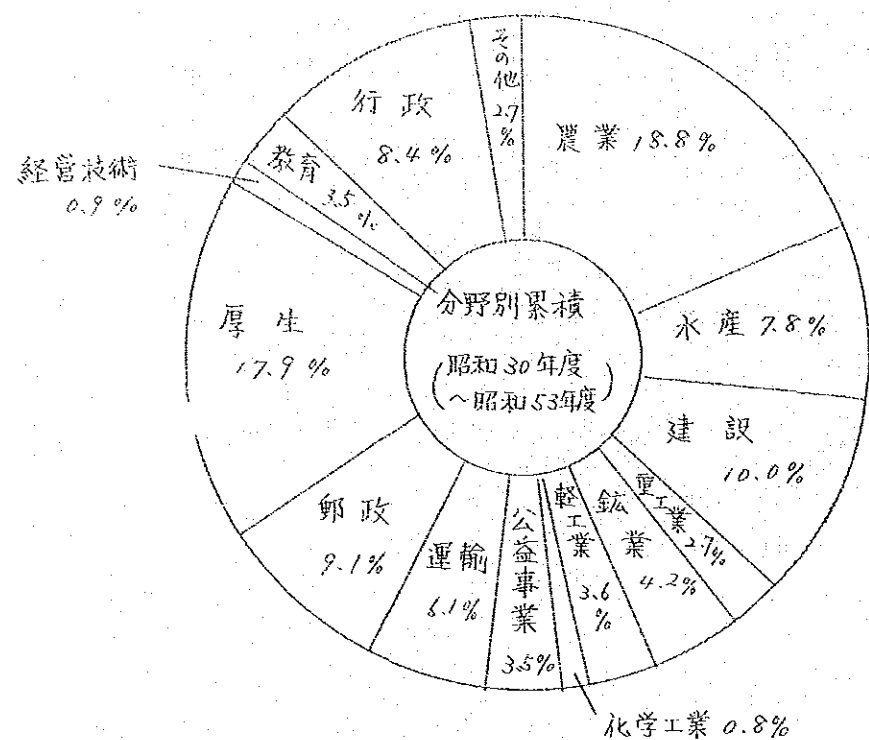 分野別累積
(昭和30年度
～昭和53年度)
農業 18.8%
水産 7.8%
建設
10.0%
重工業
2.7%
鉱業
4.2%
軽工業
3.6
%
化学工業 0.8%
公益事業
3.5%
運輸
6.1%
郵政
9.1%
厚生
17.9%
経営技術
0.9%
教育
3.5%
行政
8.4%
その他
2.7
%